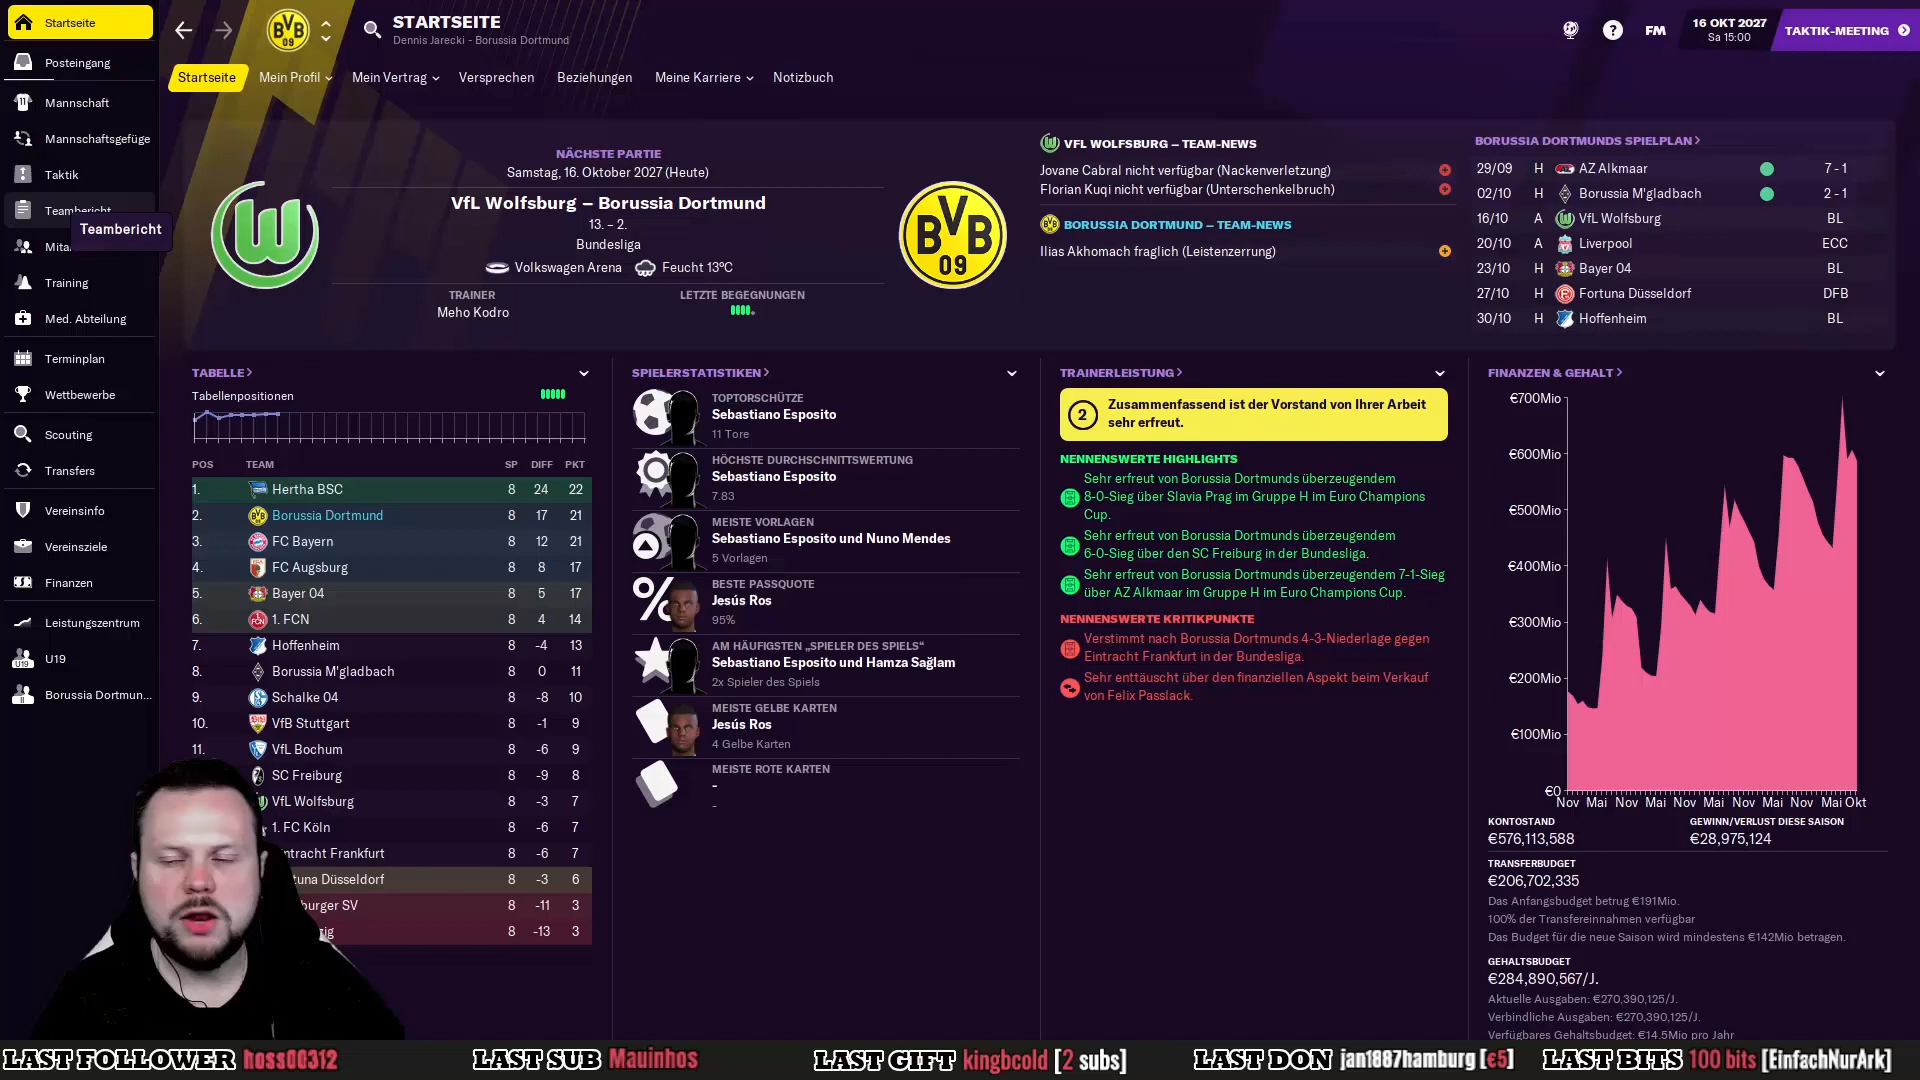 Startseite
Posteingang
Mannschaft
Mannschaftsgefüge
Taktik
Teambericht
Teambericht
Training
Med. Abteilung
Terminplan
Wettbewerbe
Scouting
Transfers
Vereinsinfo
Vereinsziele
Finanzen
Leistungszentrum
U19
Borussia Dortmun...
STARTSEITE
Dennis Jarecki - Borussia Dortmund
FM
16 OKT 2027
Sa 15:00
TAKTIK-MEETING
Startseite
Mein Profil
Mein Vertrag
Versprechen
Beziehungen
Meine Karriere
Notizbuch
NÄCHSTE PARTIE
Samstag, 16. Oktober 2027 (Heute)
VfL Wolfsburg – Borussia Dortmund
13. – 2.
Bundesliga
Volkswagen Arena Feucht 13ºC
TRAINER
Meho Kodro
LETZTE BEGEGNUNGEN
BVB
09
VFL WOLFSBURG – TEAM-NEWS
Jovane Cabral nicht verfügbar (Nackenverletzung)
Florian Kuqi nicht verfügbar (Unterschenkelbruch)
BORUSSIA DORTMUND – TEAM-NEWS
Ilias Akhomach fraglich (Leistenzerrung)
BORUSSIA DORTMUNDS SPIELPLAN
29/09 H AZ Alkmaar 7 - 1
02/10 H Borussia M'gladbach 2 - 1
16/10 A VfL Wolfsburg BL
20/10 A Liverpool ECC
23/10 H Bayer 04 BL
27/10 H Fortuna Düsseldorf DFB
30/10 H Hoffenheim BL
TABELLE
Tabellenpositionen
POS TEAM SP DIFF PKT
1. Hertha BSC 8 24 22
2. Borussia Dortmund 8 17 21
3. FC Bayern 8 12 21
4. FC Augsburg 8 8 17
5. Bayer 04 8 5 17
6. 1. FCN 8 4 14
7. Hoffenheim 8 -4 13
8. Borussia M'gladbach 8 0 11
9. Schalke 04 8 -8 10
10. VfB Stuttgart 8 -1 9
11. VfL Bochum 8 -6 9
SC Freiburg 8 -9 8
VfL Wolfsburg 8 -3 7
1. FC Köln 8 -6 7
ntracht Frankfurt 8 -6 7
tuna Düsseldorf 8 -3 6
burger SV 8 -11 3
zig 8 -13 3
SPIELERSTATISTIKEN
TOPTORSCHÜTZE
Sebastiano Esposito
11 Tore
HÖCHSTE DURCHSCHNITTSWERTUNG
Sebastiano Esposito
7.83
MEISTE VORLAGEN
Sebastiano Esposito und Nuno Mendes
5 Vorlagen
BESTE PASSQUOTE
Jesús Ros
95%
AM HÄUFIGSTEN „SPIELER DES SPIELS“
Sebastiano Esposito und Hamza Sağlam
2x Spieler des Spiels
MEISTE GELBE KARTEN
Jesús Ros
4 Gelbe Karten
MEISTE ROTE KARTEN
-
-
TRAINERLEISTUNG
2 Zusammenfassend ist der Vorstand von Ihrer Arbeit
sehr erfreut.
NENNENSWERTE HIGHLIGHTS
Sehr erfreut von Borussia Dortmunds überzeugendem
8-0-Sieg über Slavia Prag im Gruppe H im Euro Champions
Cup.
Sehr erfreut von Borussia Dortmunds überzeugendem
6-0-Sieg über den SC Freiburg in der Bundesliga.
Sehr erfreut von Borussia Dortmunds überzeugendem 7-1-Sieg
über AZ Alkmaar im Gruppe H im Euro Champions Cup.
NENNENSWERTE KRITIKPUNKTE
Verstimmt nach Borussia Dortmunds 4-3-Niederlage gegen
Eintracht Frankfurt in der Bundesliga.
Sehr enttäuscht über den finanziellen Aspekt beim Verkauf
von Felix Passlack.
FINANZEN & GEHALT
€700Mio
€600Mio
€500Mio
€400Mio
€300Mio
€200Mio
€100Mio
€0
Nov Mai Nov Mai Nov Mai Nov Mai Nov Mai Okt
KONTOSTAND
€576,113,588
GEWINN/VERLUST DIESE SAISON
€28,975,124
TRANSFERBUDGET
€206,702,335
Das Anfangsbudget betrug €191Mio.
100% der Transfereinnahmen verfügbar
Das Budget für die neue Saison wird mindestens €142Mio betragen.
GEHALTSBUDGET
€284,890,567/J.
Aktuelle Ausgaben: €270,390,125/J.
Verbindliche Ausgaben: €270,390,125/J.
Verfügbares Gehaltsbudget: €14.5Mio pro Jahr
LAST FOLLOWER hoss00312
LAST SUB Mauinhos
LAST GIFT kingbcold [2 subs]
LAST DON jan1887hamburg [€5]
LAST BITS 100 bits [EinfachNurArk]